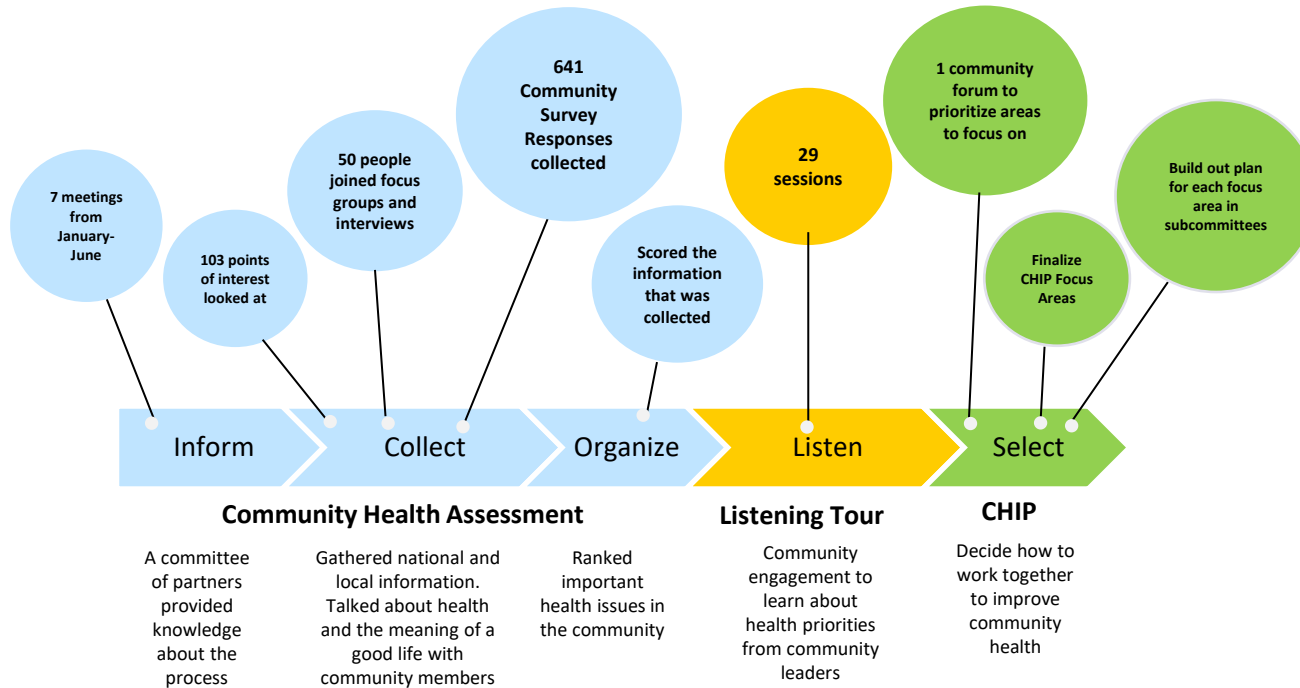 7 meetings
from
January-
June
103 points
of interest
looked at
50 people
joined focus
groups and
interviews
641
Community
Survey
Responses
collected
Scored the
information
that was
collected
29
sessions
1 community
forum to
prioritize areas
to focus on
Finalize
CHIP Focus
Areas
Build out plan
for each focus
area in
subcommittees
Inform
Collect
Organize
Listen
Select
Community Health Assessment
Listening Tour
CHIP
A committee
of partners
provided
knowledge
about the
process
Gathered national and
local information.
Talked about health
and the meaning of a
good life with
community members
Ranked
important
health issues in
the community
Community
engagement to
learn about
health priorities
from community
leaders
Decide how to
work together
to improve
community
health